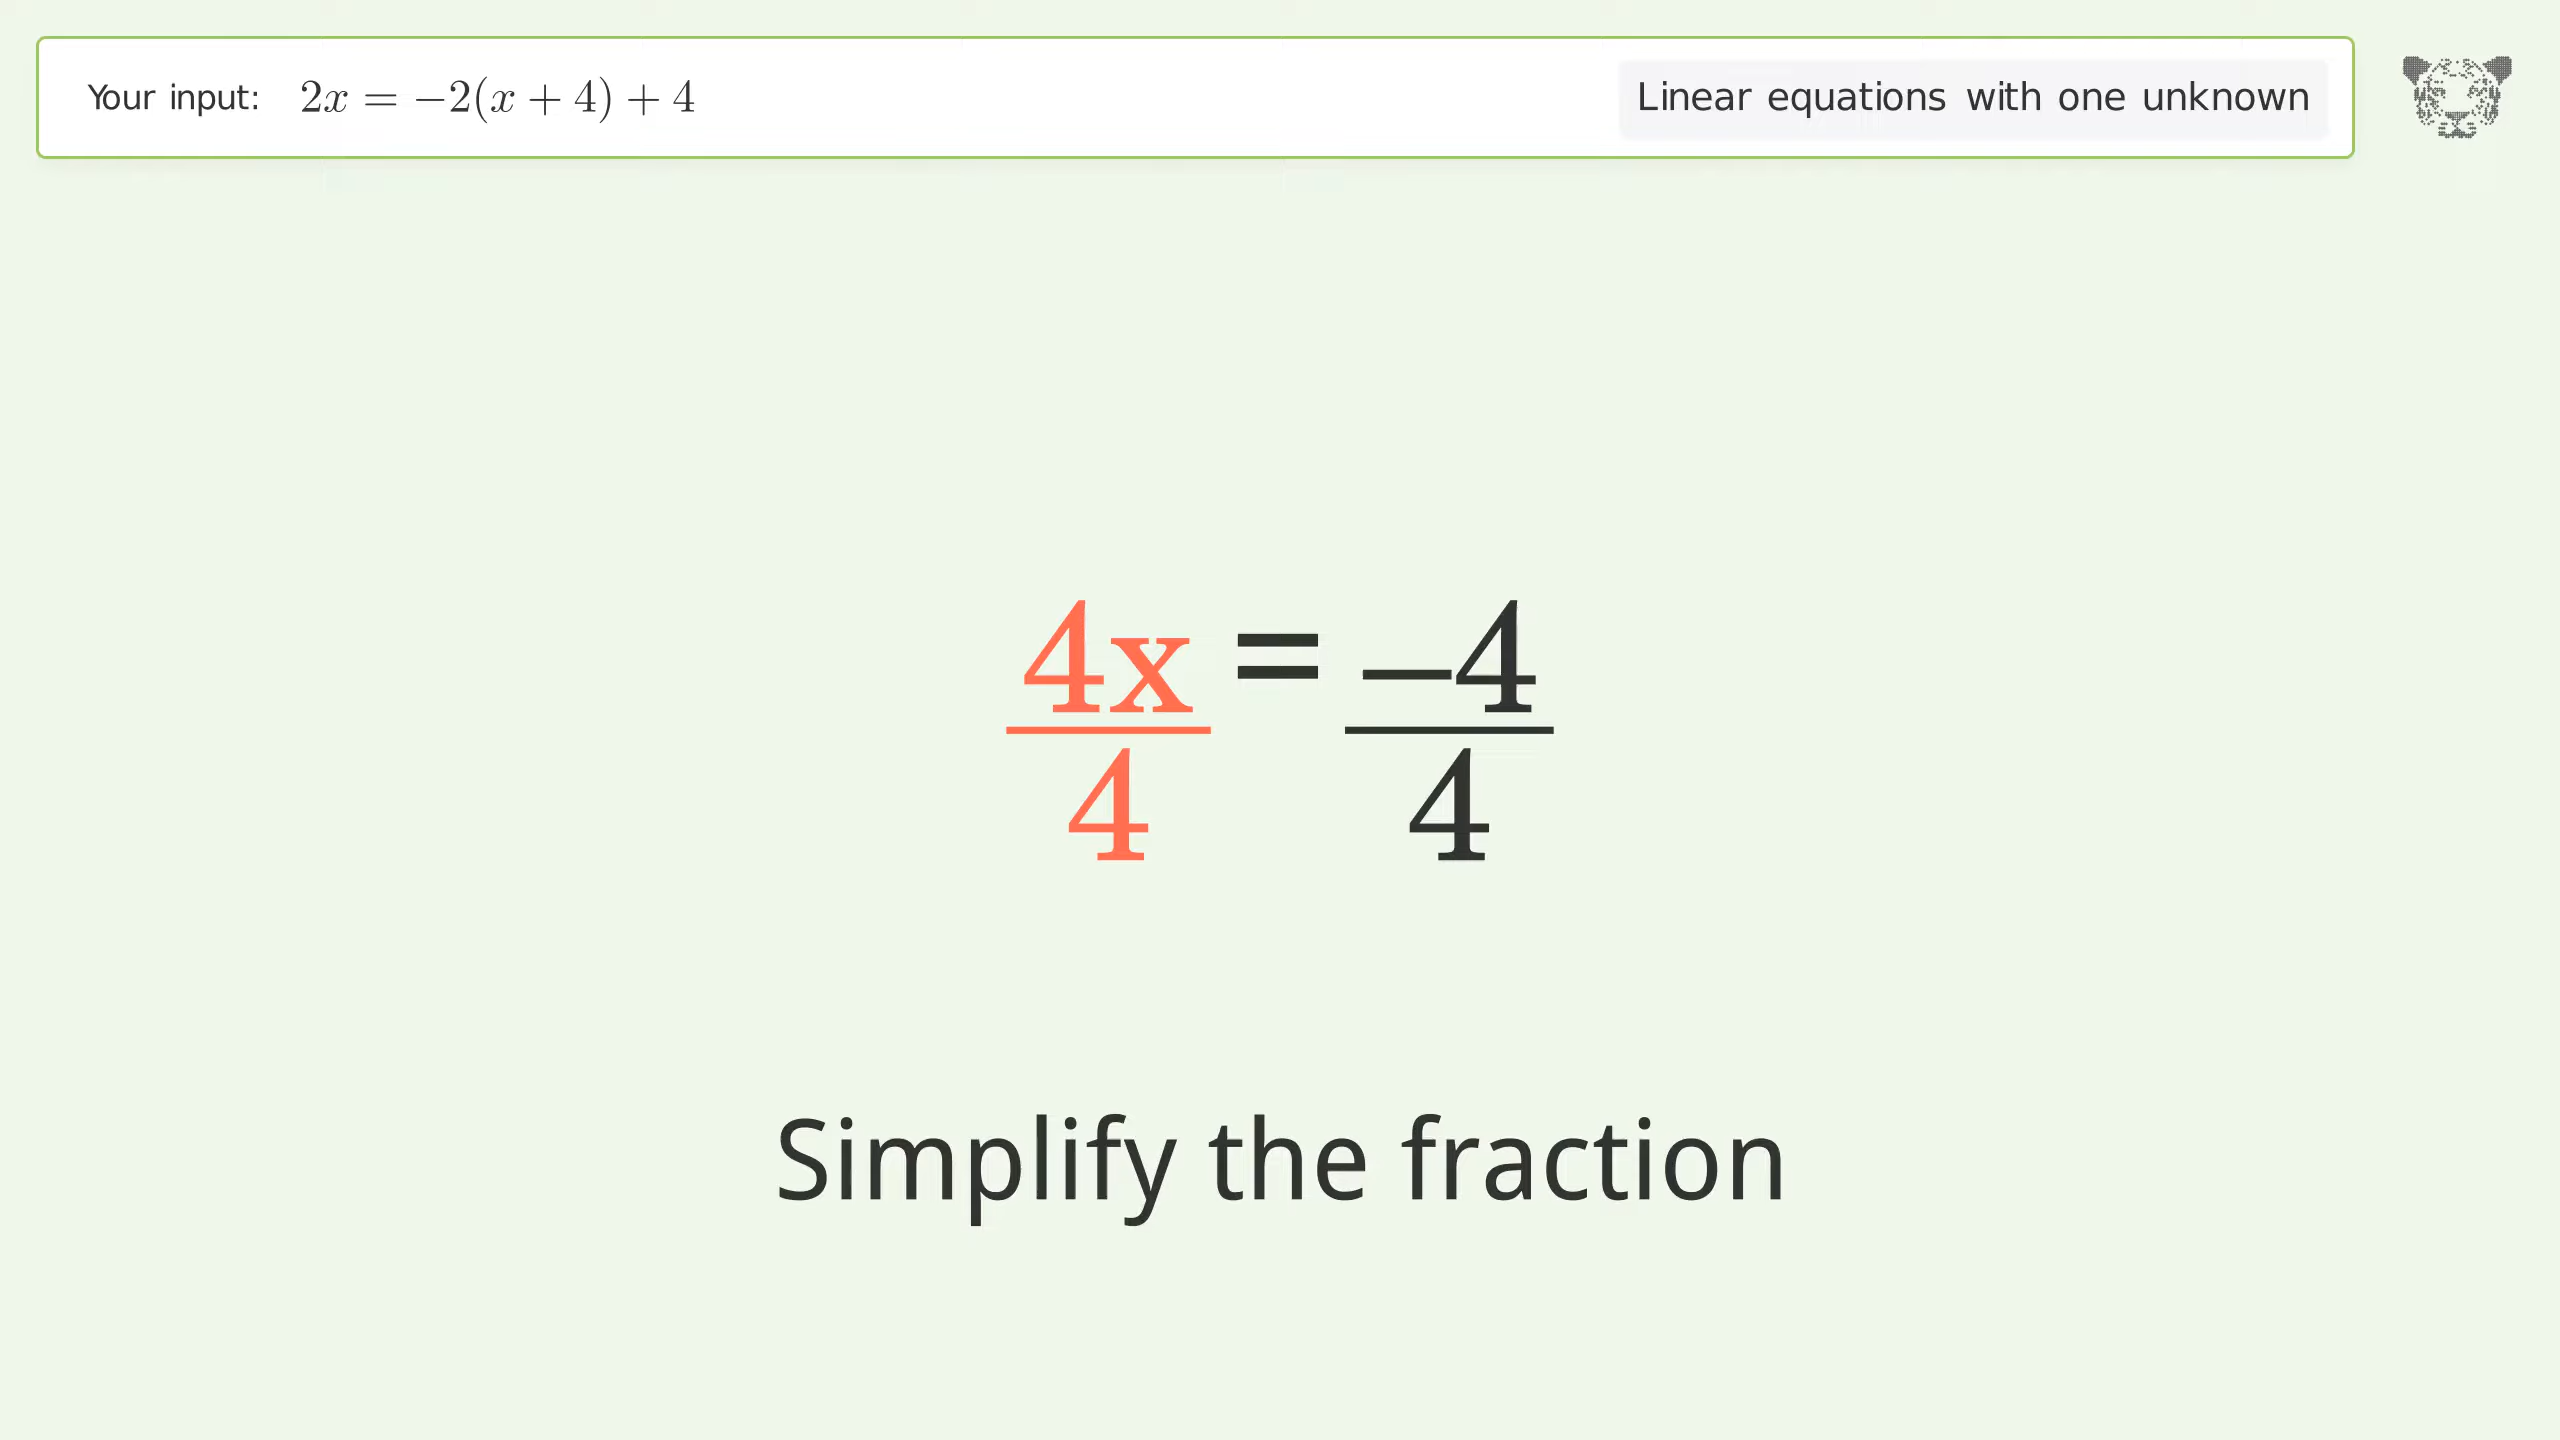 Your input: 2x = −2(x + 4) + 4
Linear equations with one unknown
4x/4 = −4/4
Simplify the fraction